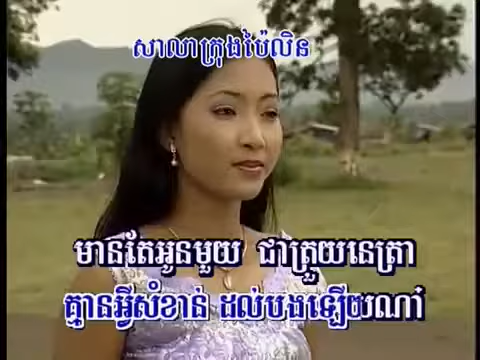 សាលាក្រុងប៉ៃលិន
មានតែអូនមួយ ជាត្រួយនេត្រា
គ្មានអ្វីសំខាន់ ដល់បងឡើយណា៎